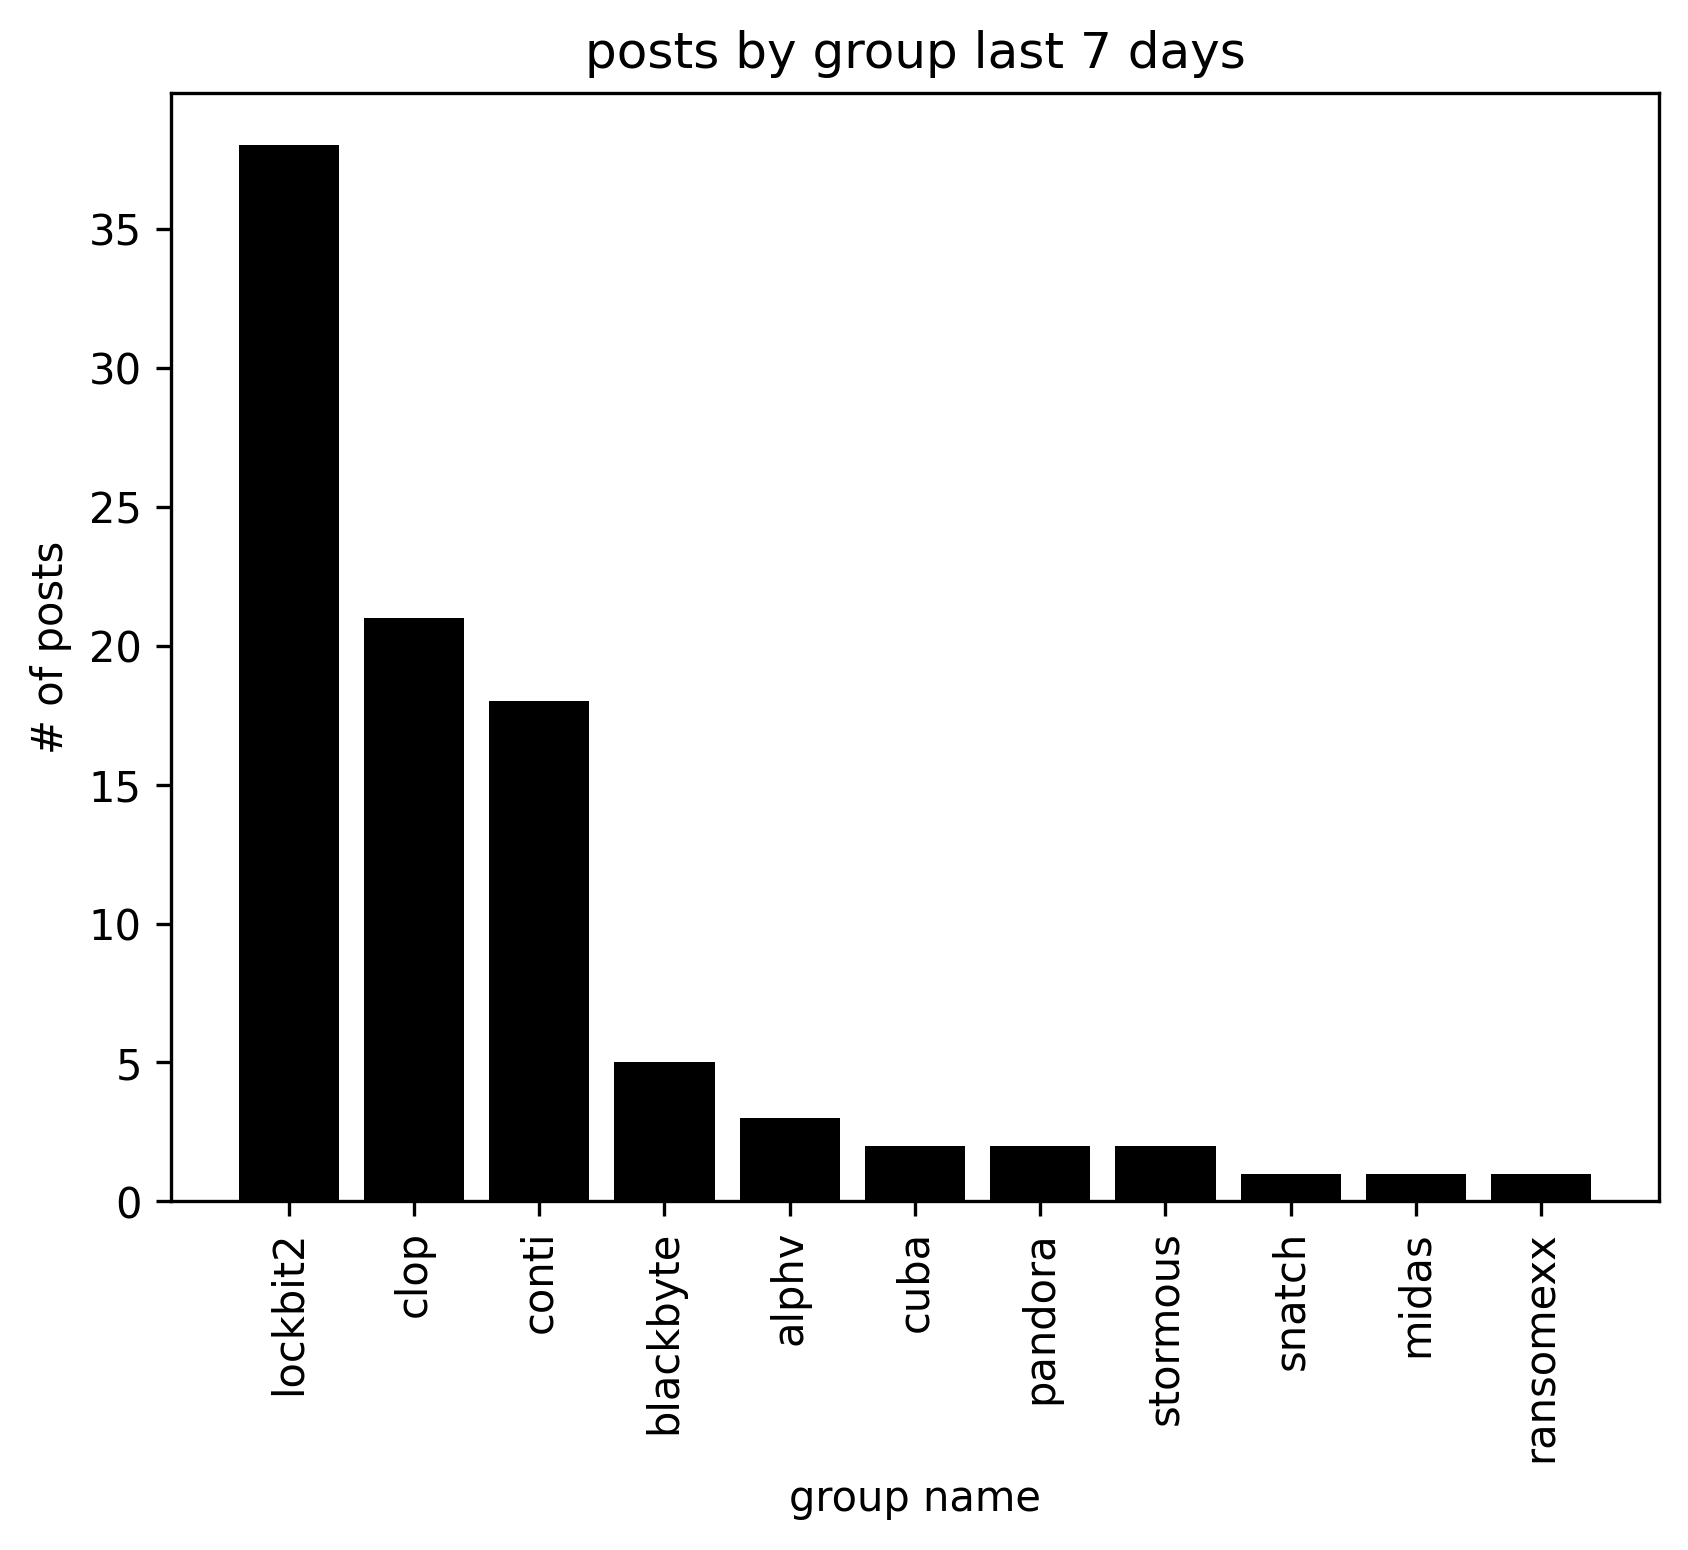 posts by group last 7 days
# of posts
35
30
25
20
15
10
5
0
lockbit2
clop
conti
blackbyte
alphv
cuba
pandora
stormous
snatch
midas
ransomexx
group name